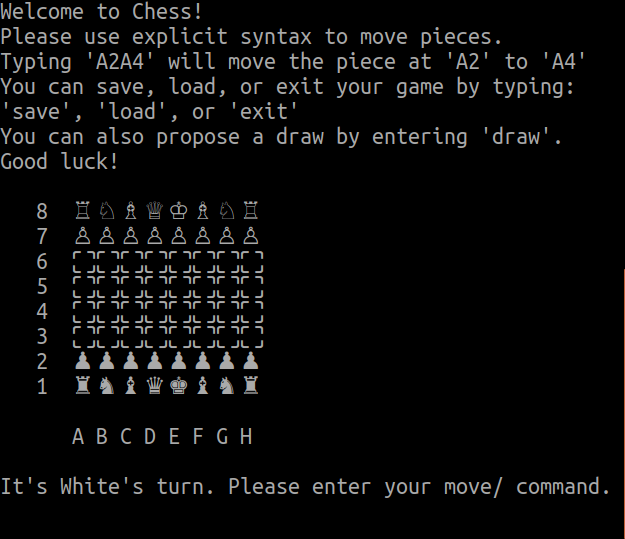 Welcome to Chess!
Please use explicit syntax to move pieces.
Typing 'A2A4' will move the piece at 'A2' to 'A4'
You can save, load, or exit your game by typing:
'save', 'load', or 'exit'
You can also propose a draw by entering 'draw'.
Good luck!
8 ♖ ♘ ♗ ♕ ♔ ♗ ♘ ♖
7 ♙ ♙ ♙ ♙ ♙ ♙ ♙ ♙
6
5
4
3
2 ♟ ♟ ♟ ♟ ♟ ♟ ♟ ♟
1 ♜ ♞ ♝ ♛ ♚ ♝ ♞ ♜
A B C D E F G H
It's White's turn. Please enter your move/ command.